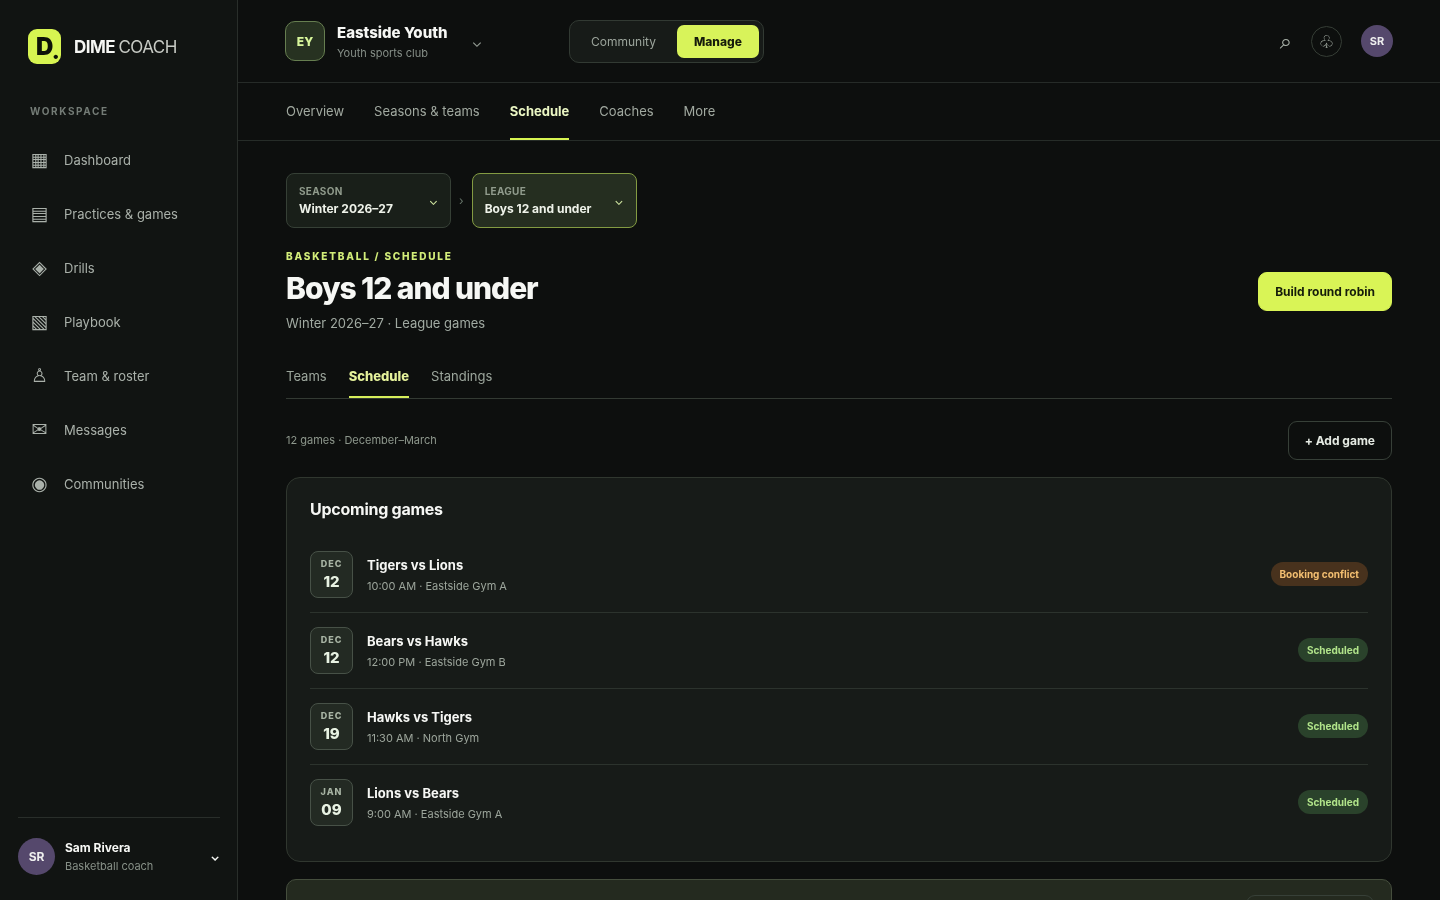 D.
DIME COACH
WORKSPACE
Dashboard
Practices & games
Drills
Playbook
Team & roster
Messages
Communities
SR
Sam Rivera
Basketball coach
EY
Eastside Youth
Youth sports club
Community
Manage
SR
Overview
Seasons & teams
Schedule
Coaches
More
SEASON
Winter 2026–27
›
LEAGUE
Boys 12 and under
BASKETBALL / SCHEDULE
Boys 12 and under
Winter 2026–27 · League games
Build round robin
Teams
Schedule
Standings
12 games · December–March
+ Add game
Upcoming games
DEC
12
Tigers vs Lions
10:00 AM · Eastside Gym A
Booking conflict
DEC
12
Bears vs Hawks
12:00 PM · Eastside Gym B
Scheduled
DEC
19
Hawks vs Tigers
11:30 AM · North Gym
Scheduled
JAN
09
Lions vs Bears
9:00 AM · Eastside Gym A
Scheduled